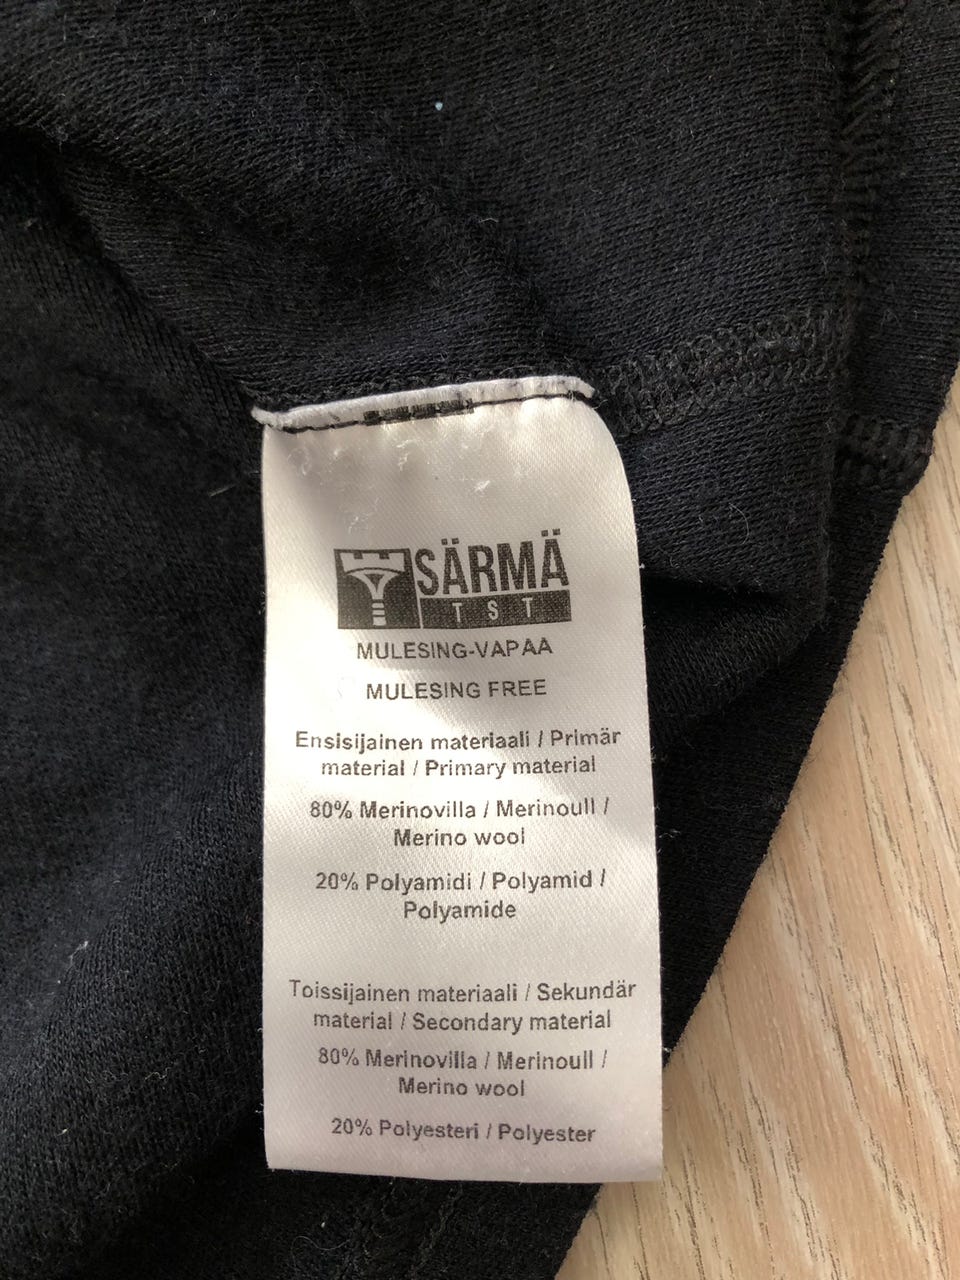 SÄRMÄ
TST
MULESING-VAPAA
MULESING FREE
Ensisijainen materiaali / Primär
material / Primary material
80% Merinovilla / Merinoull /
Merino wool
20% Polyamidi / Polyamid /
Polyamide
Toissijainen materiaali / Sekundär
material / Secondary material
80% Merinovilla / Merinoull /
Merino wool
20% Polyesteri / Polyester